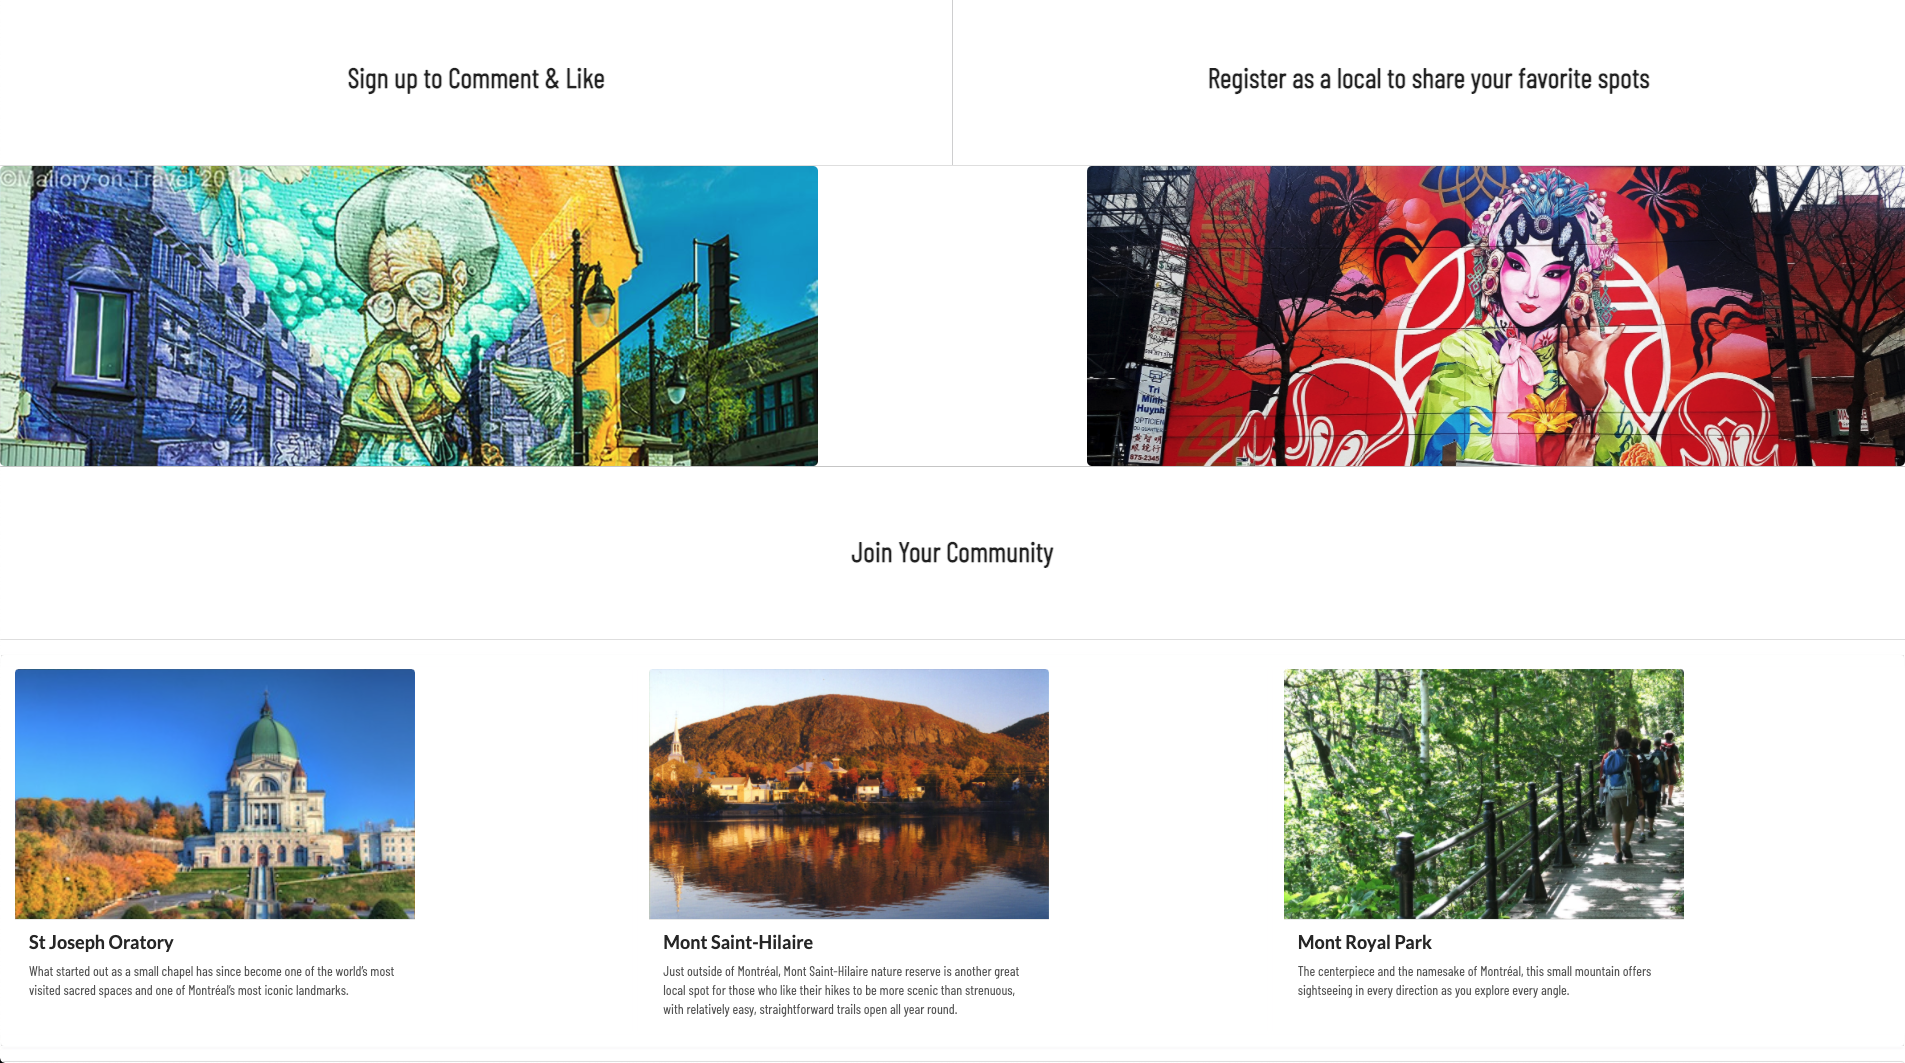 Sign up to Comment & Like
Register as a local to share your favorite spots
©Mallory on Travel 2014
Tri
Minh
Huynh
OPTICIEN
875-2345
Join Your Community
St Joseph Oratory
What started out as a small chapel has since become one of the world's most
visited sacred spaces and one of Montréal's most iconic landmarks.
Mont Saint-Hilaire
Just outside of Montréal, Mont Saint-Hilaire nature reserve is another great
local spot for those who like their hikes to be more scenic than strenuous,
with relatively easy, straightforward trails open all year round.
Mont Royal Park
The centerpiece and the namesake of Montréal, this small mountain offers
sightseeing in every direction as you explore every angle.